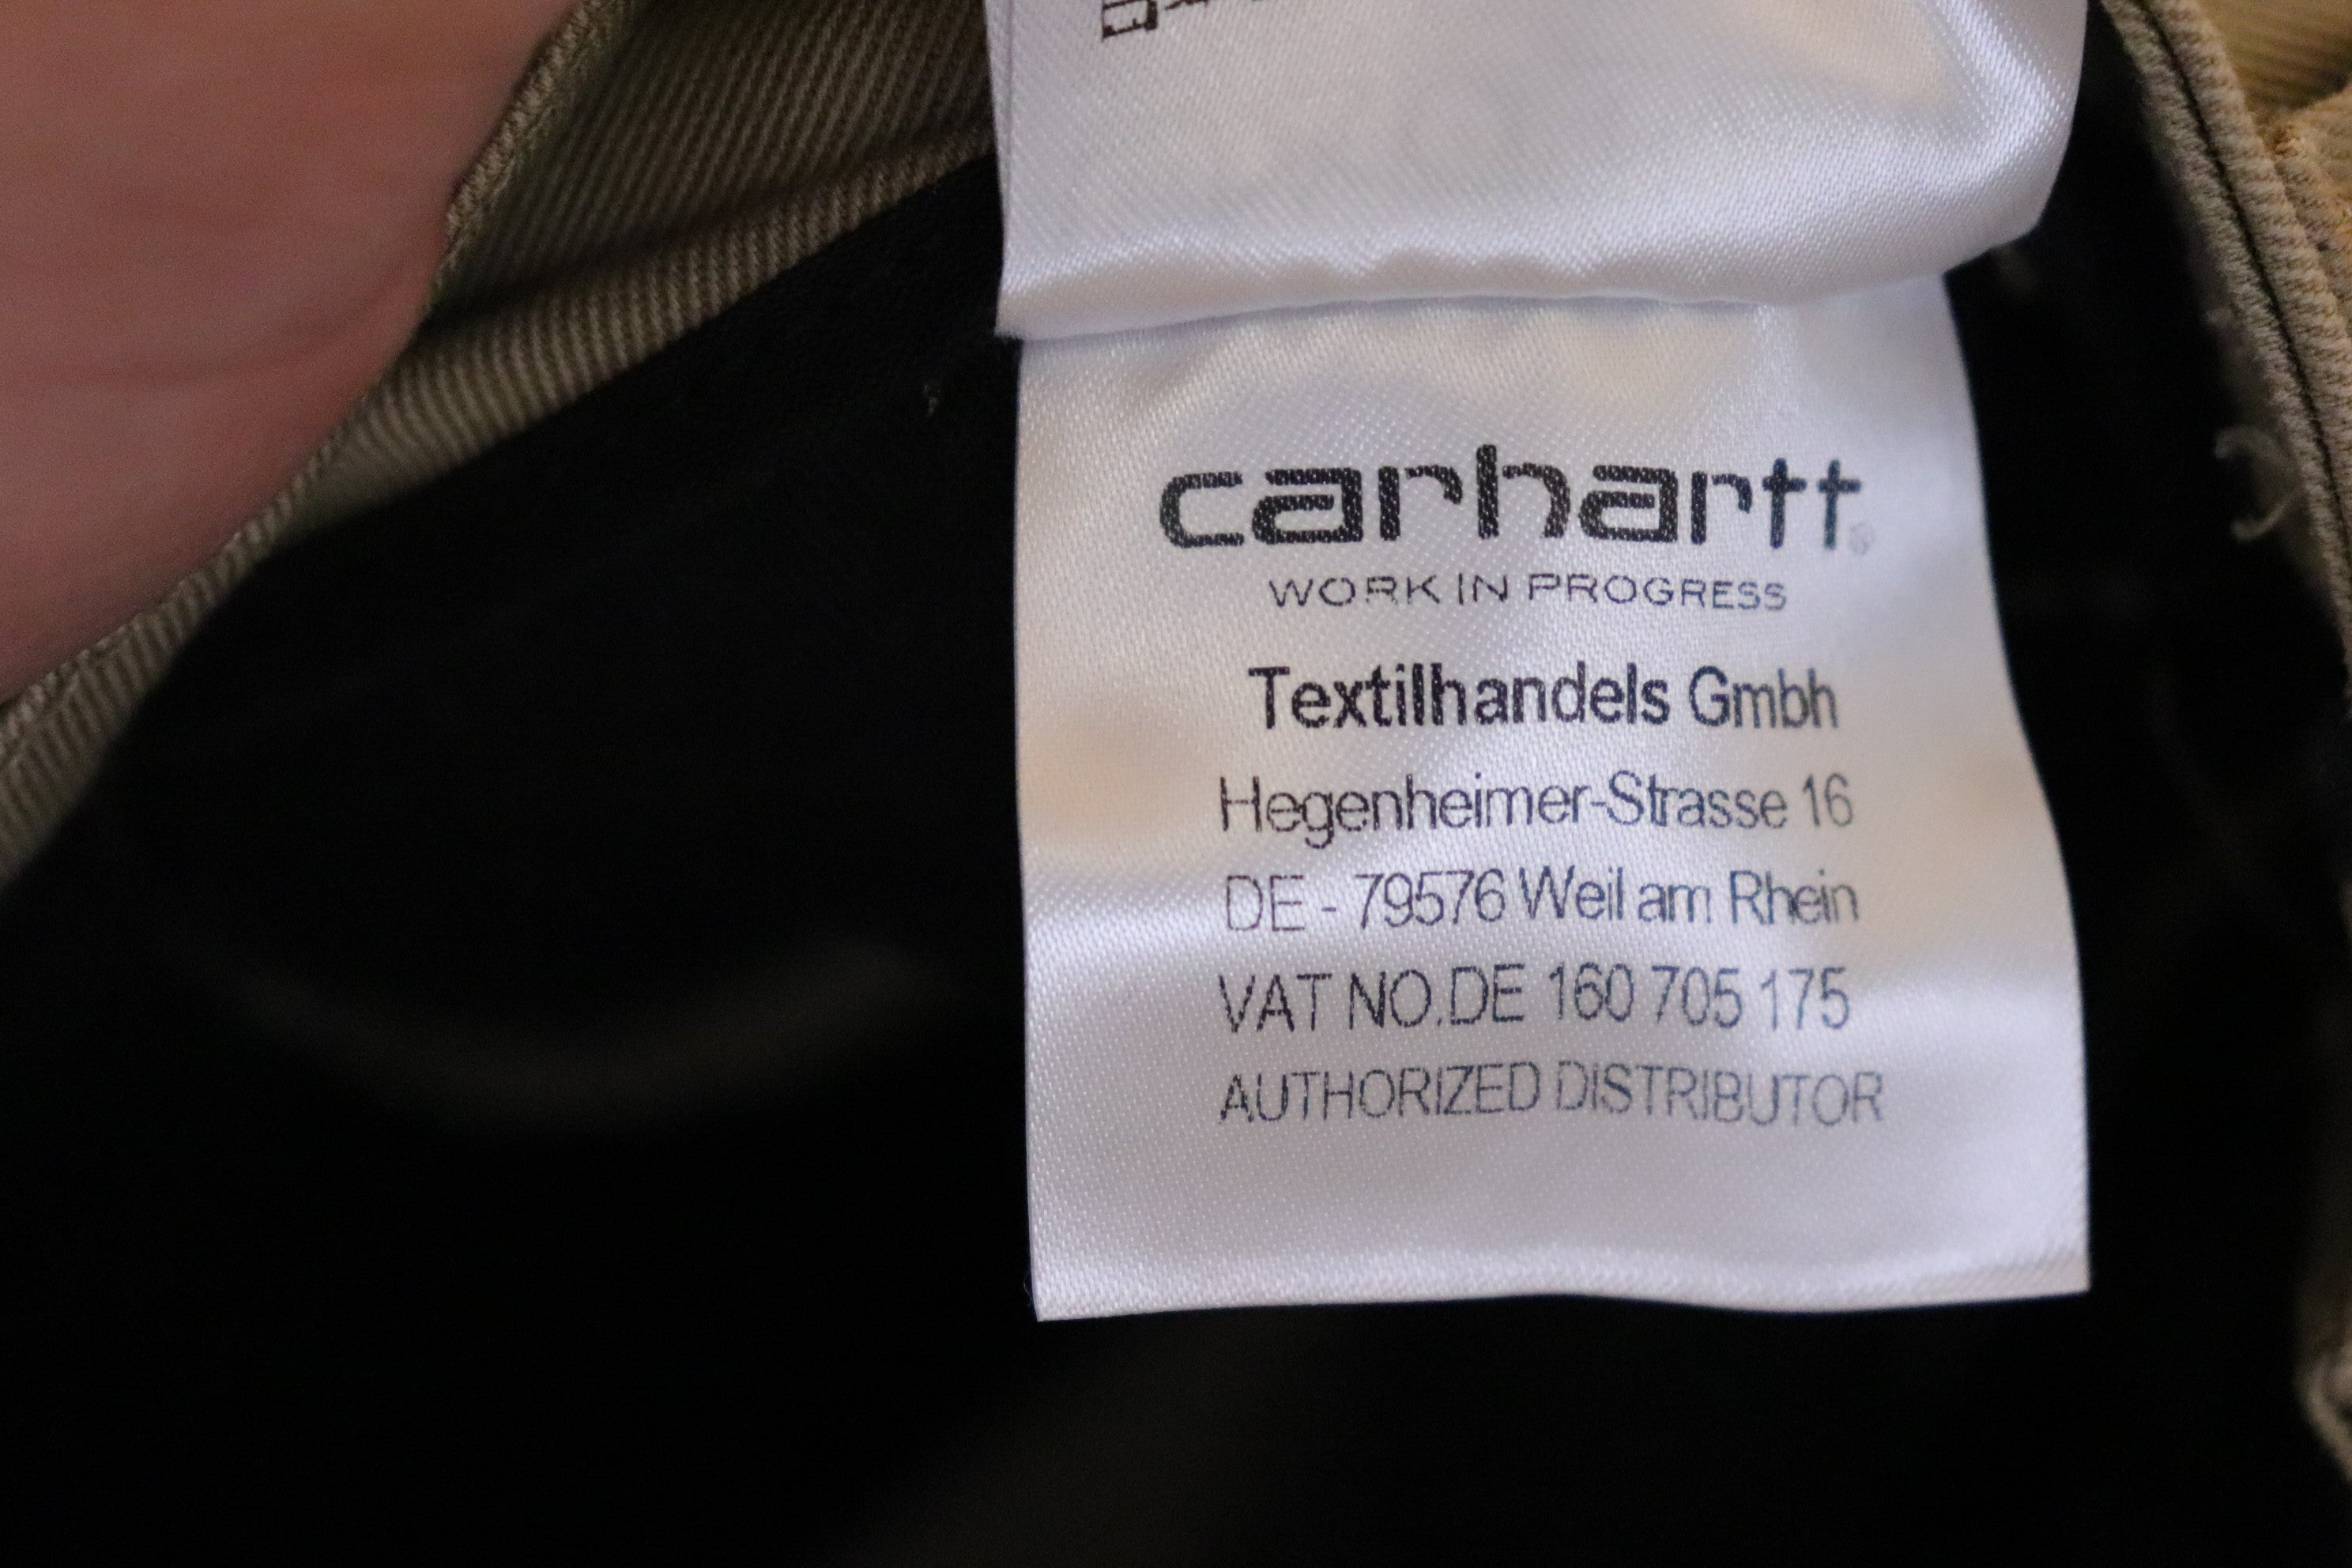 carhartt®
WORK IN PROGRESS
Textilhandels Gmbh
Hegenheimer-Strasse 16
DE - 79576 Weil am Rhein
VAT NO.DE 160 705 175
AUTHORIZED DISTRIBUTOR